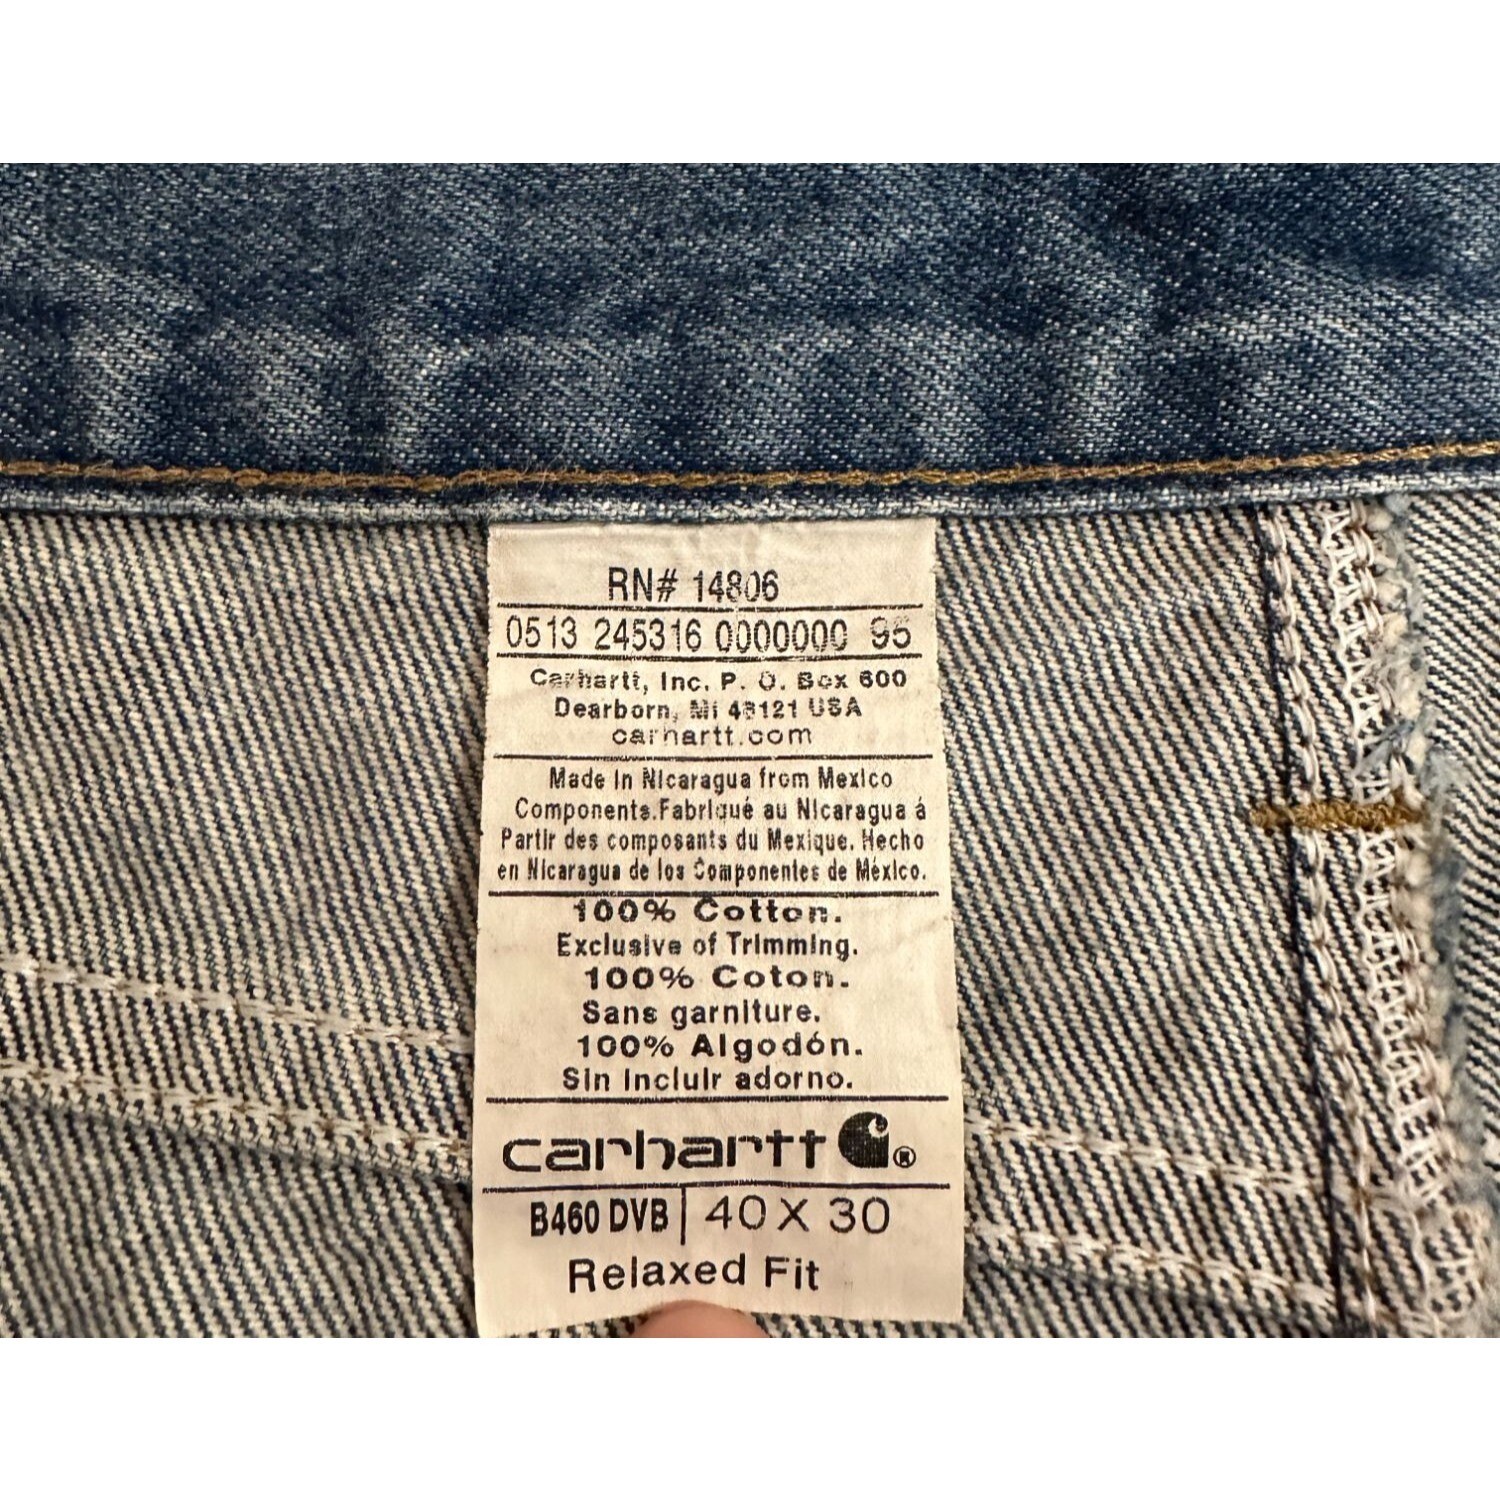 RN# 14806
0513 245316 0000000 95
Carhartt, Inc. P. O. Box 600
Dearborn, Mi 48121 USA
carhartt.com
Made in Nicaragua from Mexico
Components.Fabriqué au Nicaragua á
Partir des composants du Mexique. Hecho
en Nicaragua de los Componentes de México.
100% Cotton.
Exclusive of Trimming.
100% Coton.
Sans garniture.
100% Algodón.
Sin Incluir adorno.
carhartt ®
B460 DVB | 40 X 30
Relaxed Fit